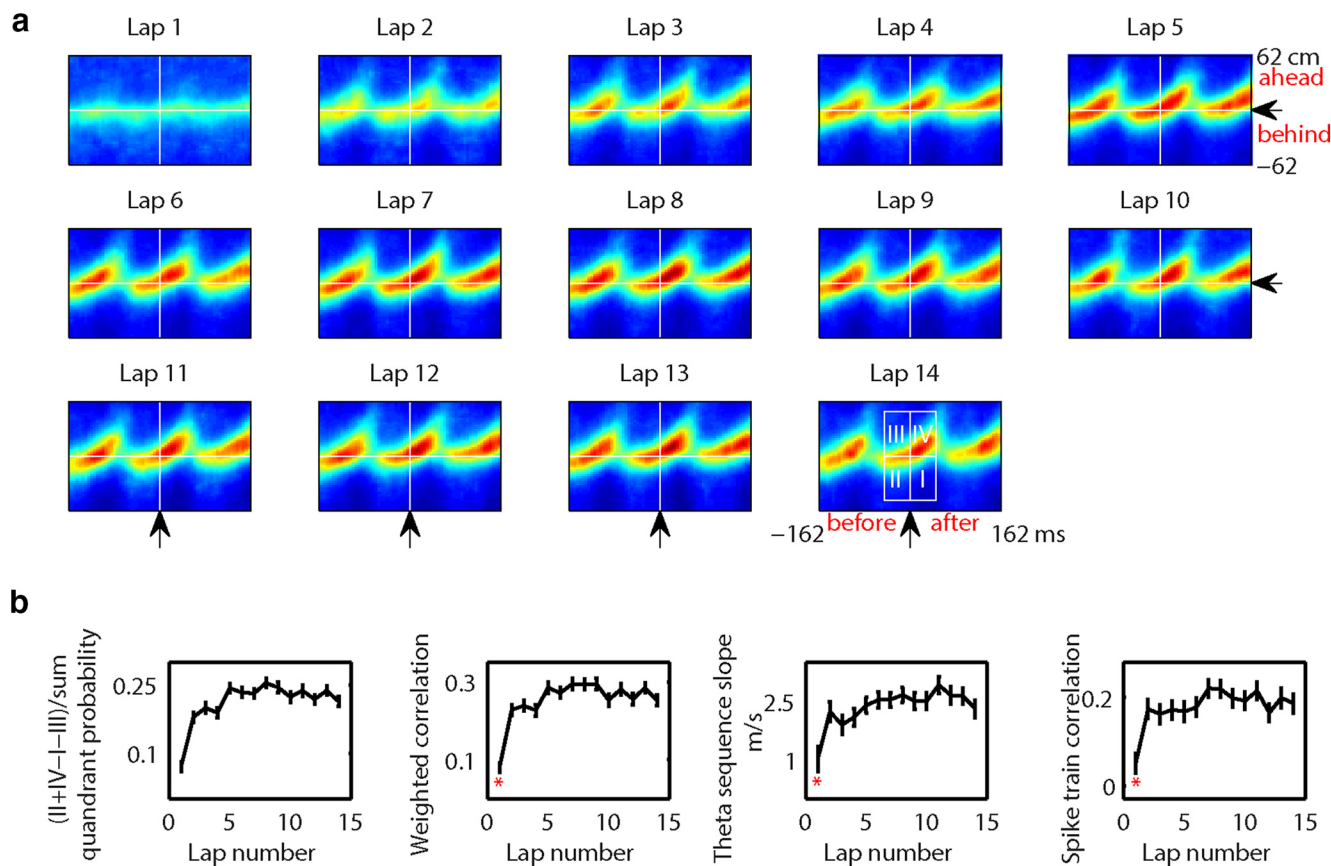 a
Lap 1
Lap 2
Lap 3
Lap 4
Lap 5
62 cm
ahead
behind
−62
Lap 6
Lap 7
Lap 8
Lap 9
Lap 10
Lap 11
Lap 12
Lap 13
Lap 14
III IV
II I
−162 before after 162 ms
b
(II+IV−I−III)/sum
quandrant probability
0.25
0.1
0 5 10 15
Lap number
Weighted correlation
0.3
0.1
*
0 5 10 15
Lap number
Theta sequence slope
m/s
2.5
1
*
0 5 10 15
Lap number
Spike train correlation
0.2
0
*
0 5 10 15
Lap number